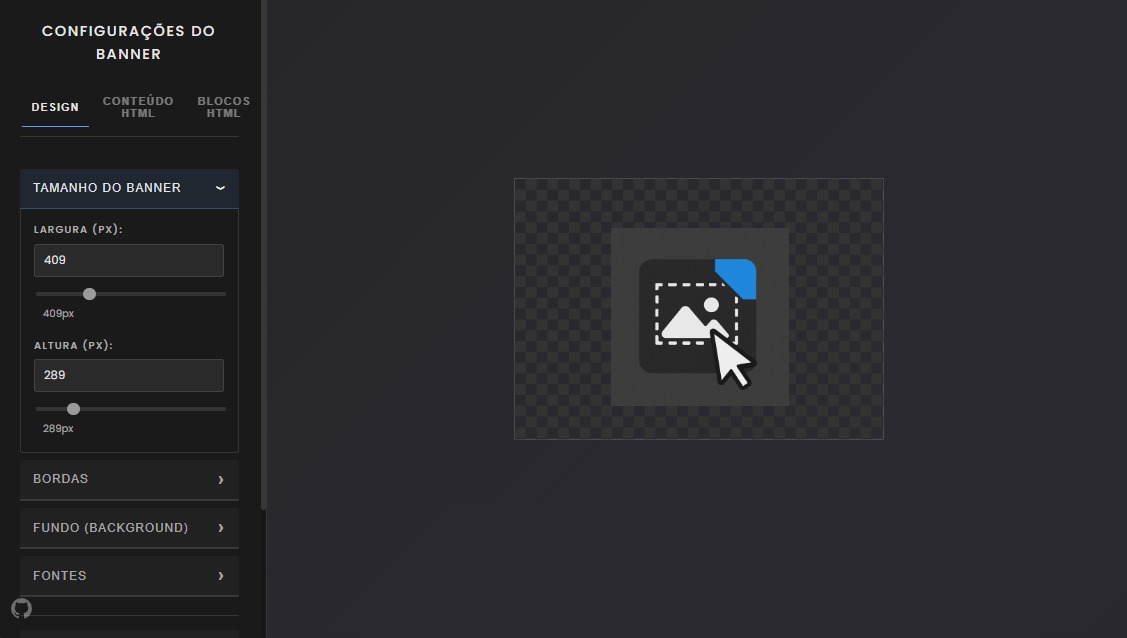 CONFIGURAÇÕES DO
BANNER
DESIGN
CONTEÚDO
HTML
BLOCOS
HTML
TAMANHO DO BANNER
LARGURA (PX):
409
409px
ALTURA (PX):
289
289px
BORDAS
FUNDO (BACKGROUND)
FONTES